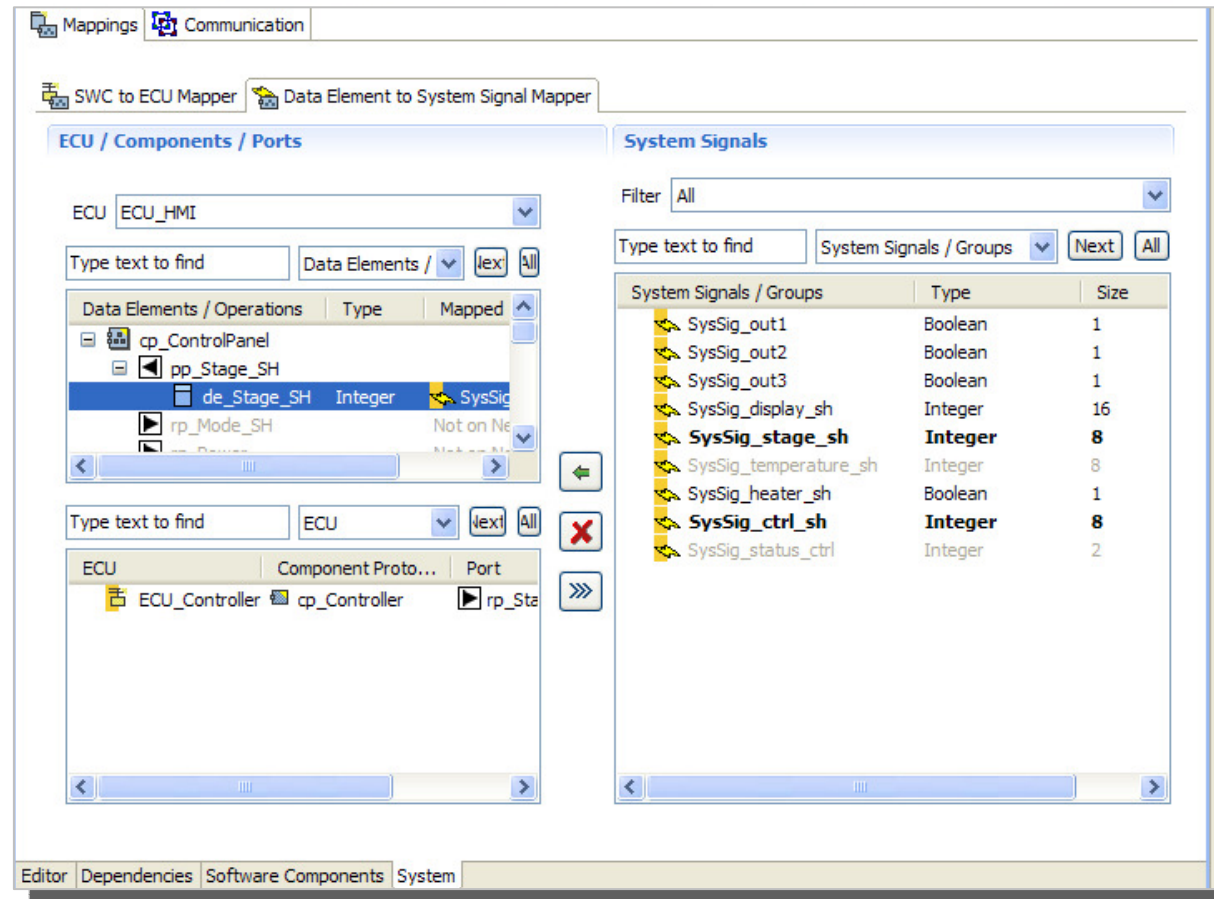 Mappings Communication
SWC to ECU Mapper Data Element to System Signal Mapper
ECU / Components / Ports
ECU ECU_HMI
Type text to find Data Elements /
Data Elements / Operations Type Mapped
cp_ControlPanel
pp_Stage_SH
de_Stage_SH Integer SysSig
rp_Mode_SH Not on Ne
Type text to find ECU
ECU Component Proto... Port
ECU_Controller cp_Controller rp_Sta
System Signals
Filter All
Type text to find System Signals / Groups Next All
System Signals / Groups Type Size
SysSig_out1 Boolean 1
SysSig_out2 Boolean 1
SysSig_out3 Boolean 1
SysSig_display_sh Integer 16
SysSig_stage_sh Integer 8
SysSig_temperature_sh Integer 8
SysSig_heater_sh Boolean 1
SysSig_ctrl_sh Integer 8
SysSig_status_ctrl Integer 2
Editor Dependencies Software Components System